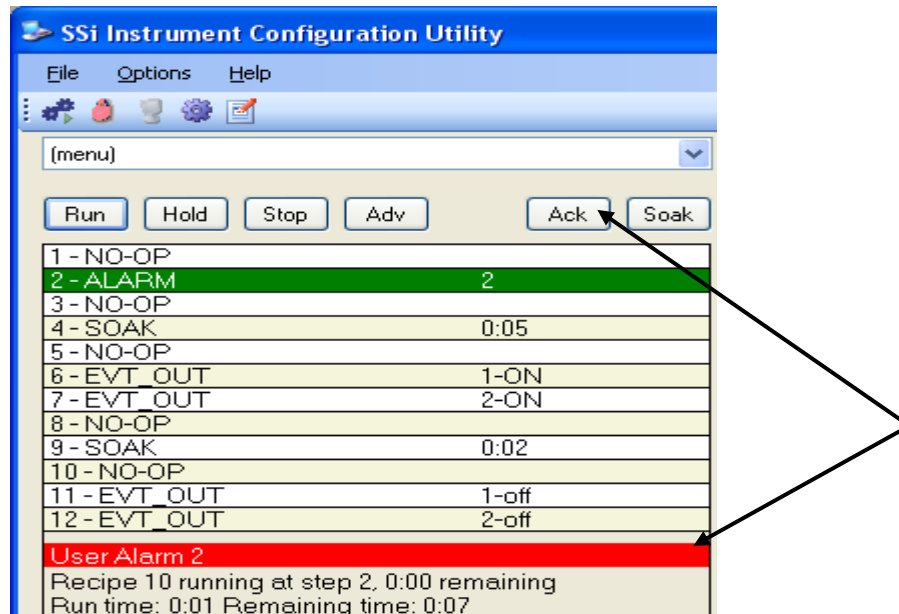 SSi Instrument Configuration Utility
File Options Help
(menu)
Run Hold Stop Adv Ack Soak
1 - NO-OP
2 - ALARM 2
3 - NO-OP
4 - SOAK 0:05
5 - NO-OP
6 - EVT_OUT 1-ON
7 - EVT_OUT 2-ON
8 - NO-OP
9 - SOAK 0:02
10 - NO-OP
11 - EVT_OUT 1-off
12 - EVT_OUT 2-off
User Alarm 2
Recipe 10 running at step 2, 0:00 remaining
Run time: 0:01 Remaining time: 0:07